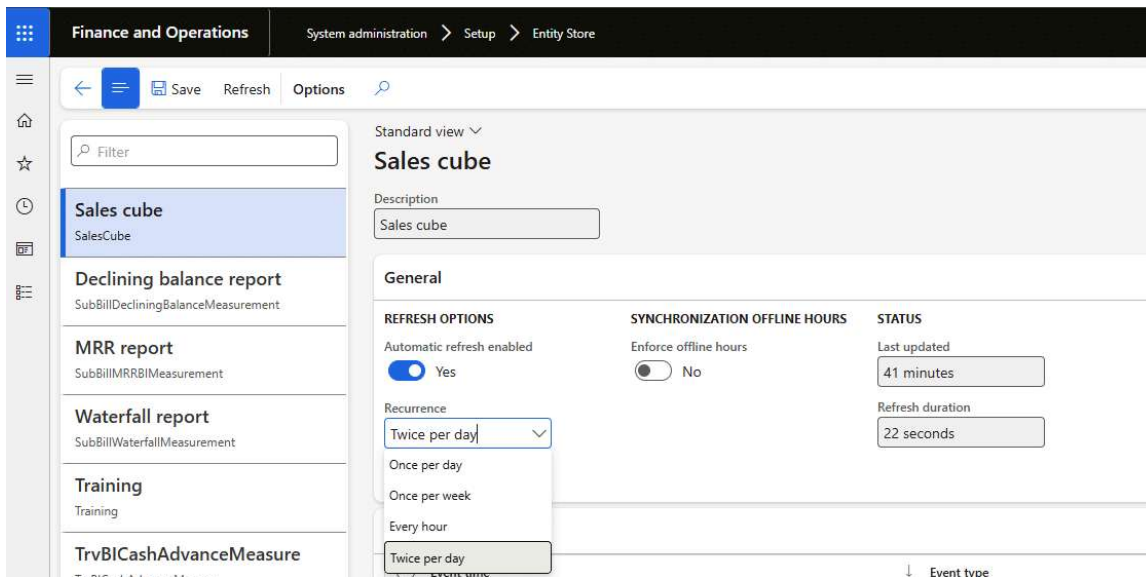 Finance and Operations
System administration > Setup > Entity Store
Save Refresh Options
Filter
Sales cube
SalesCube
Declining balance report
SubBillDecliningBalanceMeasurement
MRR report
SubBillMRRBIMeasurement
Waterfall report
SubBillWaterfallMeasurement
Training
Training
TrvBICashAdvanceMeasure
Standard view
Sales cube
Description
Sales cube
General
REFRESH OPTIONS
Automatic refresh enabled
Yes
Recurrence
Twice per day
Once per day
Once per week
Every hour
Twice per day
SYNCHRONIZATION OFFLINE HOURS
Enforce offline hours
No
STATUS
Last updated
41 minutes
Refresh duration
22 seconds
Event time
Event type